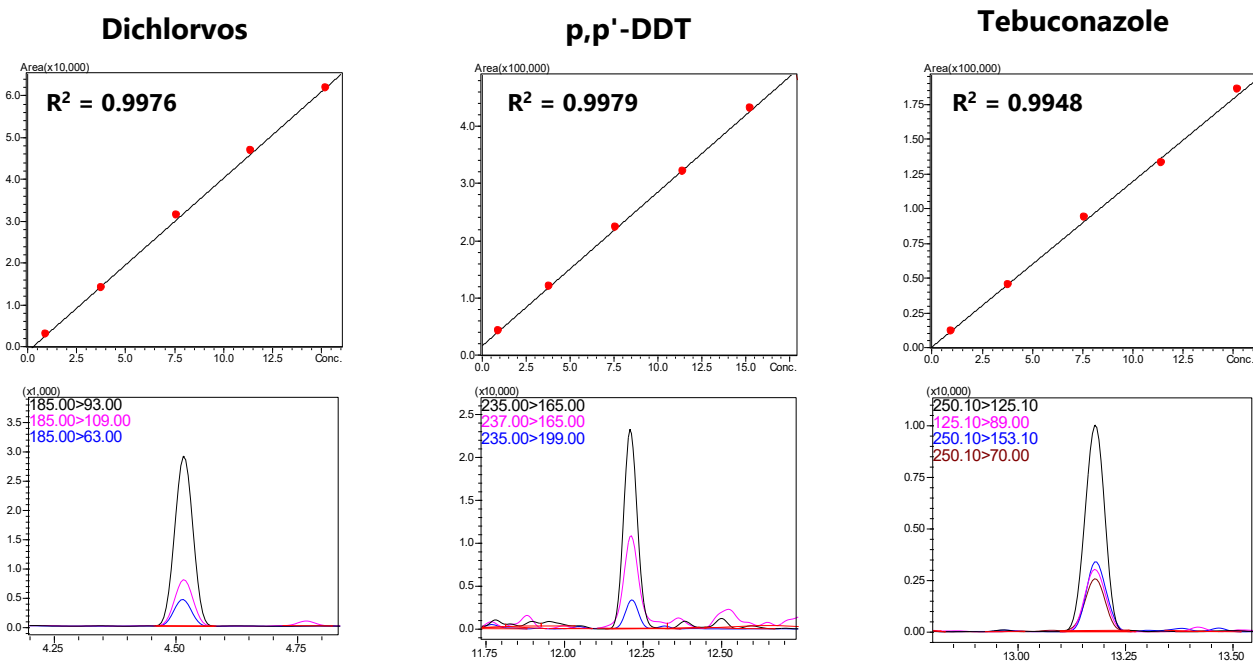 Dichlorvos
p,p'-DDT
Tebuconazole
Area(x10,000)
R² = 0.9976
6.0
5.0
4.0
3.0
2.0
1.0
0.0
0.0 2.5 5.0 7.5 10.0 12.5 Conc.
Area(x100,000)
R² = 0.9979
4.0
3.0
2.0
1.0
0.0
0.0 2.5 5.0 7.5 10.0 12.5 15.0 Conc.
Area(x100,000)
R² = 0.9948
1.75
1.50
1.25
1.00
0.75
0.50
0.25
0.00
0.0 2.5 5.0 7.5 10.0 12.5 Conc.
(x1,000)
185.00>93.00
185.00>109.00
185.00>63.00
3.5
3.0
2.5
2.0
1.5
1.0
0.5
0.0
4.25 4.50 4.75
(x10,000)
235.00>165.00
237.00>165.00
235.00>199.00
2.5
2.0
1.5
1.0
0.5
0.0
11.75 12.00 12.25 12.50
(x10,000)
250.10>125.10
125.10>89.00
250.10>153.10
250.10>70.00
1.00
0.75
0.50
0.25
0.00
13.00 13.25 13.50